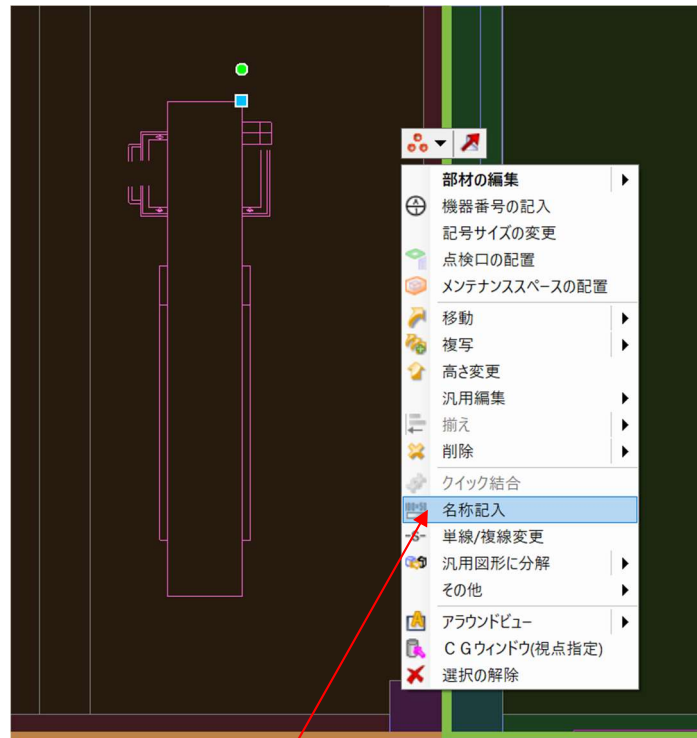 部材の編集
機器番号の記入
記号サイズの変更
点検口の配置
メンテナンススペースの配置
移動
複写
高さ変更
汎用編集
揃え
削除
クイック結合
名称記入
単線/複線変更
汎用図形に分解
その他
アラウンドビュー
ＣＧウィンドウ(視点指定)
選択の解除